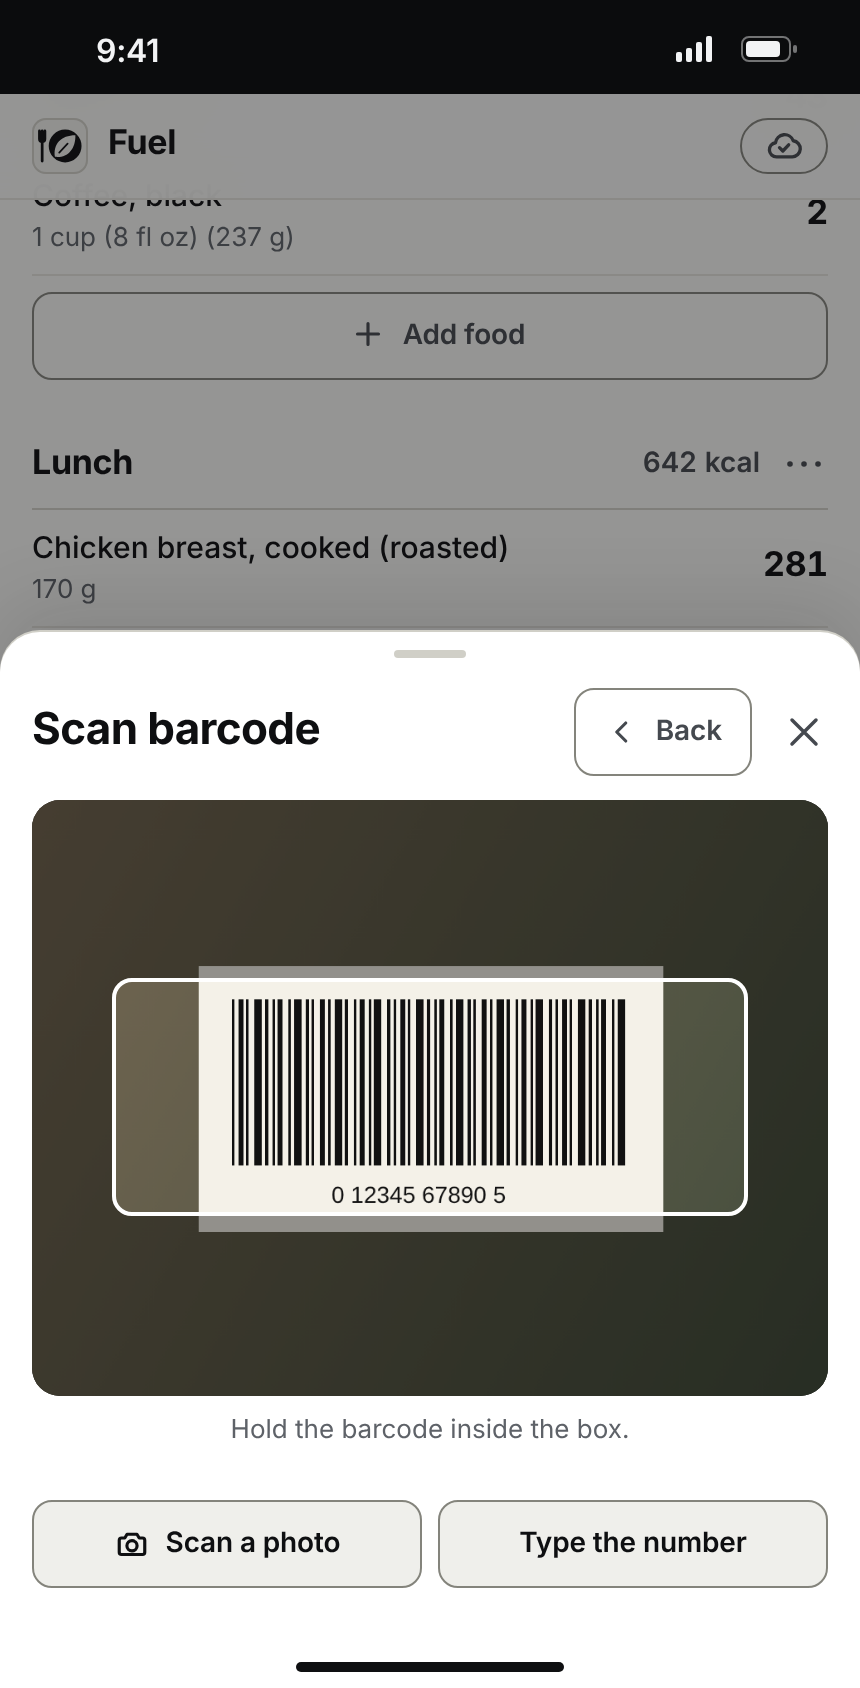 9:41
Fuel
Coffee, black
2
1 cup (8 fl oz) (237 g)
Add food
Lunch
642 kcal
Chicken breast, cooked (roasted)
281
170 g
Scan barcode
Back
0 12345 67890 5
Hold the barcode inside the box.
Scan a photo
Type the number